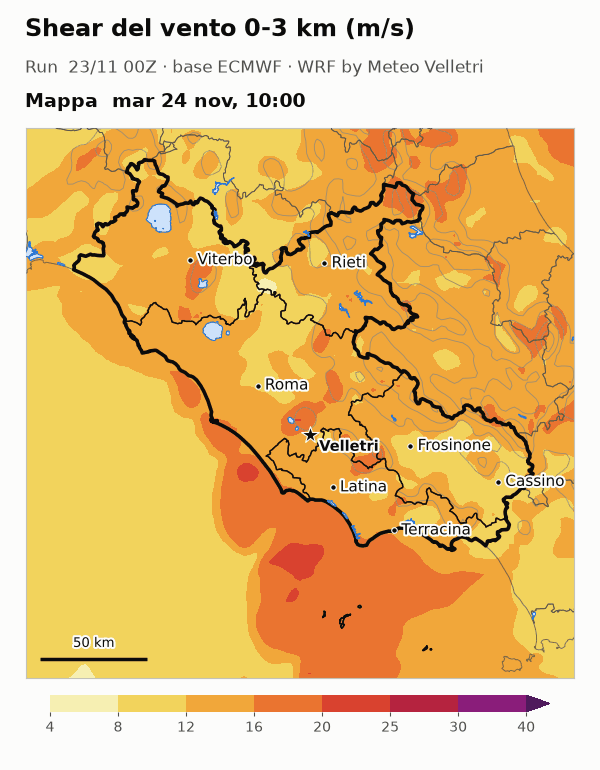 Shear del vento 0-3 km (m/s)
Run  23/11 00Z · base ECMWF · WRF by Meteo Velletri
Mappa  mar 24 nov, 10:00
Viterbo
Rieti
Roma
Velletri
Frosinone
Cassino
Latina
Terracina
50 km
4 8 12 16 20 25 30 40